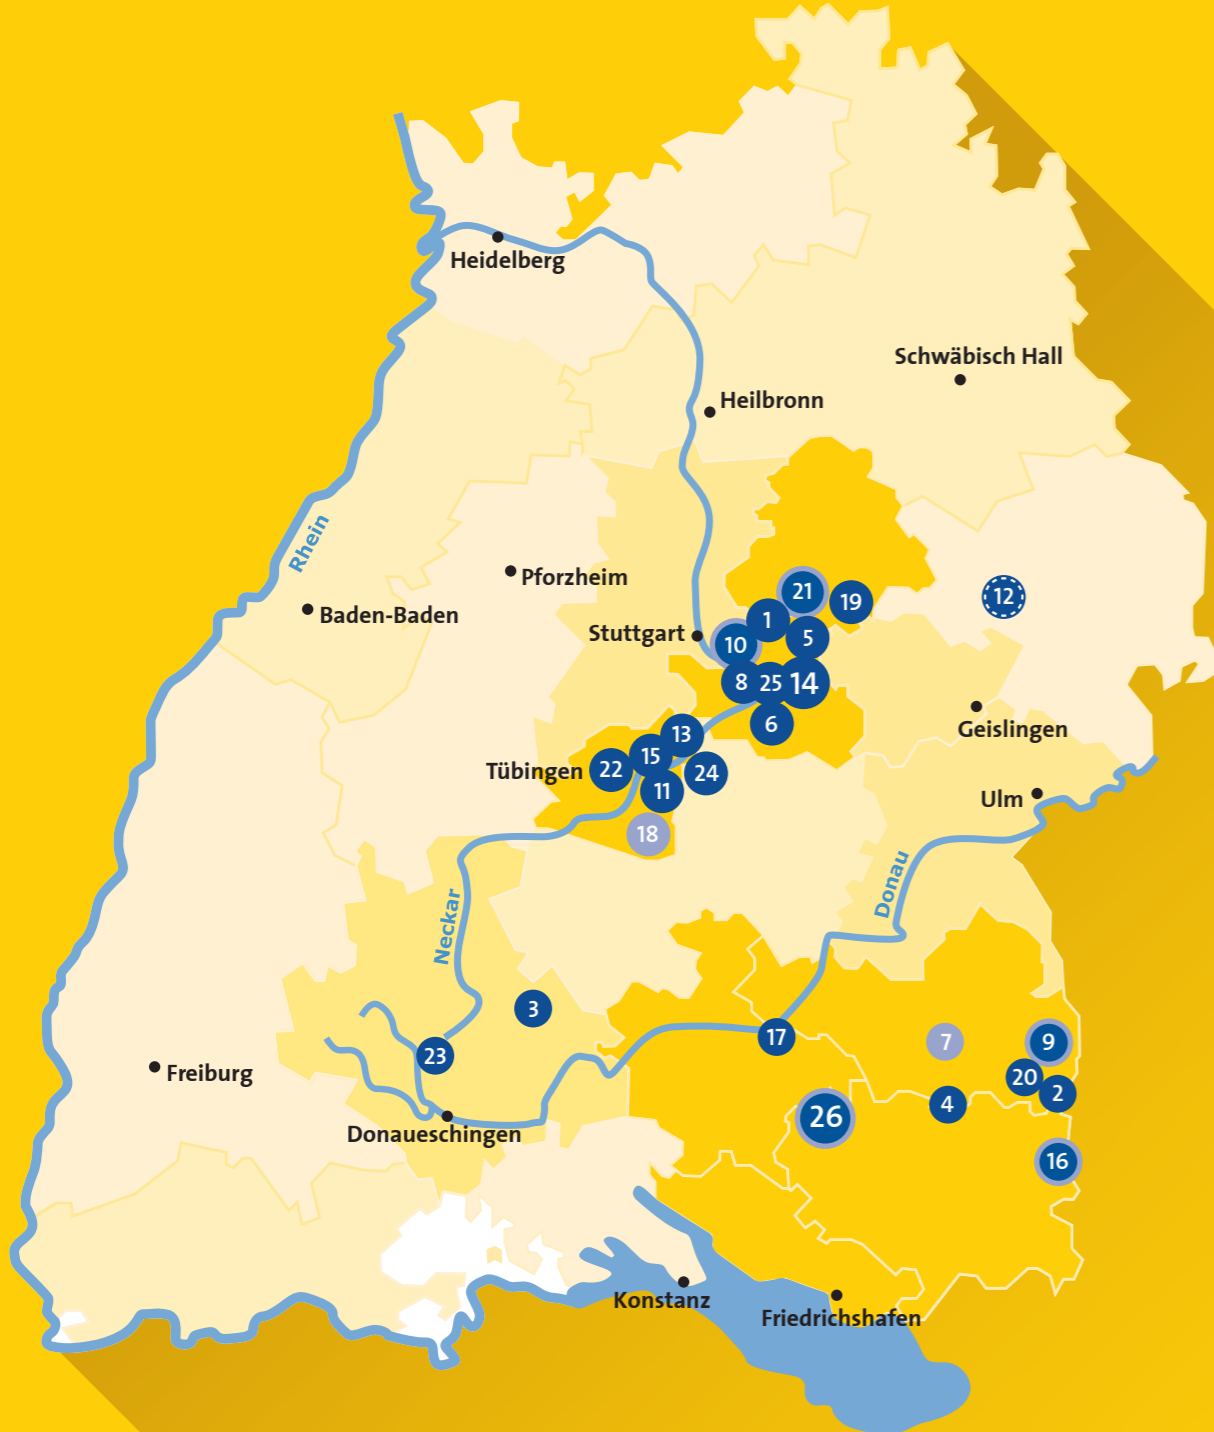 Heidelberg
Schwäbisch Hall
Heilbronn
Rhein
Pforzheim
Baden-Baden
12
21
19
1
Stuttgart
5
10
8
25
14
6
Geislingen
13
15
Tübingen
22
24
11
Ulm
18
Donau
Neckar
3
17
7
9
23
Freiburg
20
2
4
26
Donaueschingen
16
Konstanz
Friedrichshafen